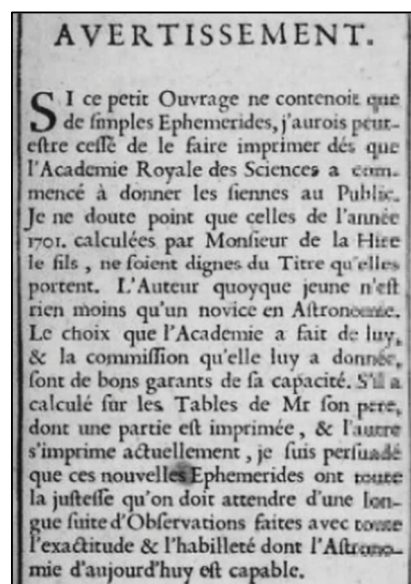 AVERTISSEMENT.
SI ce petit Ouvrage ne contenoit que
de ſimples Ephemerides, j'aurois peut-
eſtre ceſſé de le faire imprimer dés que
l'Academie Royale des Sciences a com-
mencé à donner les ſiennes au Public.
Je ne doute point que celles de l'année
1701. calculées par Monſieur de la Hire
le fils, ne ſoient dignes du Titre qu'elles
portent. L'Auteur quoyque jeune n'eſt
rien moins qu'un novice en Aſtronomie.
Le choix que l'Academie a fait de luy,
& la commiſſion qu'elle luy a donnée,
ſont de bons garants de ſa capacité. S'il a
calculé ſur les Tables de Mr ſon pere,
dont une partie eſt imprimée, & l'autre
s'imprime actuellement, je ſuis perſuadé
que ces nouvelles Ephemerides ont toute
la juſteſſe qu'on doit attendre d'une lon-
gue ſuite d'Obſervations faites avec toute
l'exactitude & l'habilleté dont l'Aſtrono-
mie d'aujourd'huy eſt capable.